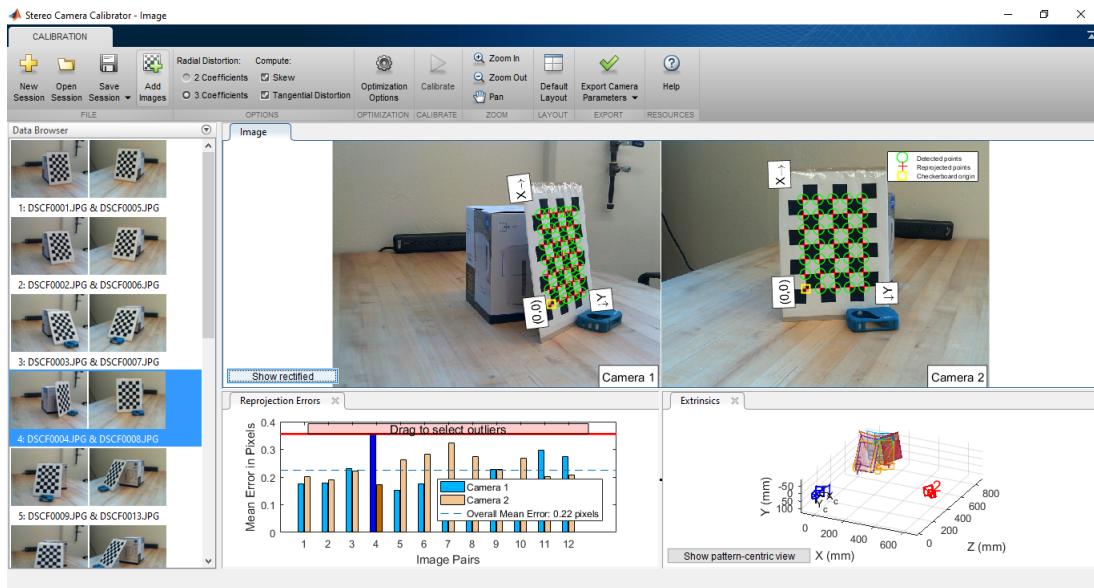 Stereo Camera Calibrator - Image
CALIBRATION
New Session
Open Session
Save Session
Add Images
FILE
Radial Distortion:
2 Coefficients
3 Coefficients
Compute:
Skew
Tangential Distortion
OPTIONS
Optimization Options
OPTIMIZATION
Calibrate
CALIBRATE
Zoom In
Zoom Out
Pan
ZOOM
Default Layout
LAYOUT
Export Camera Parameters
EXPORT
Help
RESOURCES
Data Browser
1: DSCF0001.JPG & DSCF0005.JPG
2: DSCF0002.JPG & DSCF0006.JPG
3: DSCF0003.JPG & DSCF0007.JPG
4: DSCF0004.JPG & DSCF0008.JPG
5: DSCF0009.JPG & DSCF0013.JPG
Image
X→
(0,0)
↓Y
Show rectified
Camera 1
X→
(0,0)
↓Y
Detected points
Reprojected points
Checkerboard origin
Camera 2
Reprojection Errors
Drag to select outliers
Mean Error in Pixels
0.4
0.3
0.2
0.1
0
Camera 1
Camera 2
Overall Mean Error: 0.22 pixels
1 2 3 4 5 6 7 8 9 10 11 12
Image Pairs
Extrinsics
Y (mm)
-50
0
50
100
1
Xc
Yc
2
0 200 400 600
X (mm)
0 200 400 600 800
Z (mm)
Show pattern-centric view